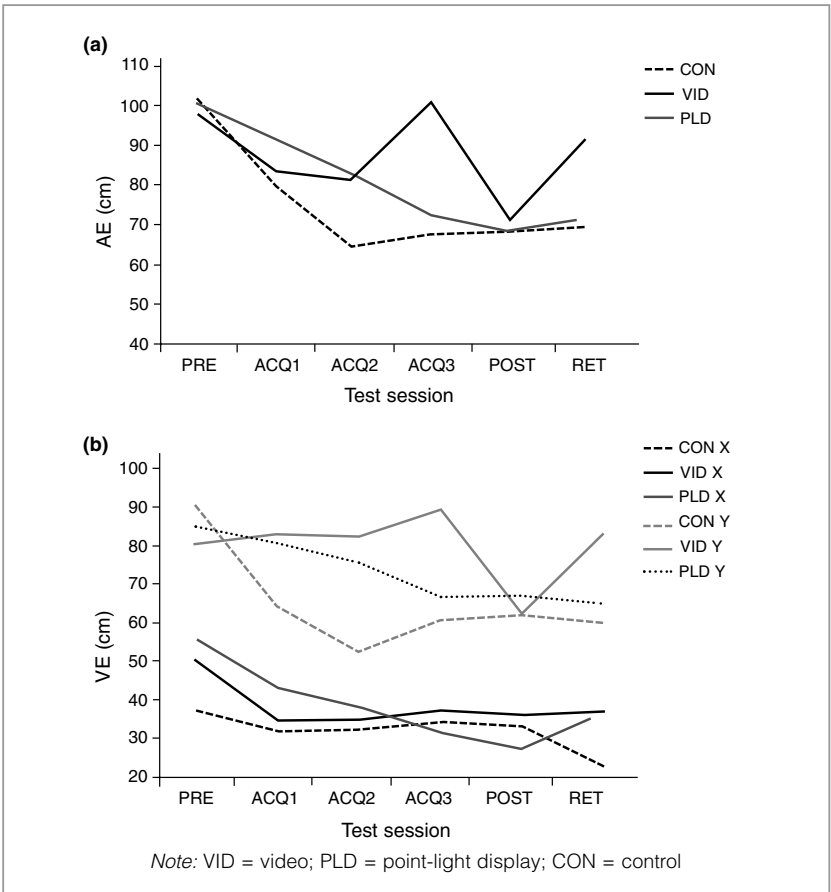 (a)
110
100
90
80
70
60
50
40
AE (cm)
PRE ACQ1 ACQ2 ACQ3 POST RET
Test session
CON
VID
PLD
(b)
100
90
80
70
60
50
40
30
20
VE (cm)
PRE ACQ1 ACQ2 ACQ3 POST RET
Test session
CON X
VID X
PLD X
CON Y
VID Y
PLD Y
Note: VID = video; PLD = point-light display; CON = control